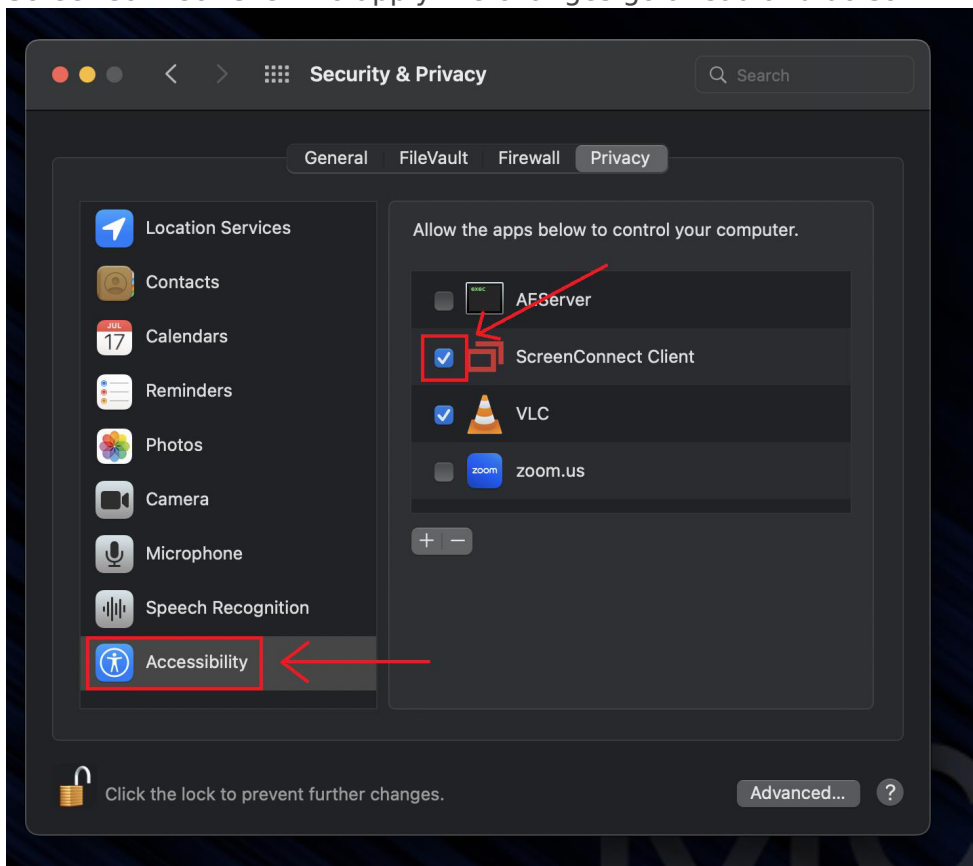 Security & Privacy
Search
General FileVault Firewall Privacy
Location Services
Contacts
JUL
17
Calendars
Reminders
Photos
Camera
Microphone
Speech Recognition
Accessibility
Allow the apps below to control your computer.
exec
AEServer
ScreenConnect Client
VLC
zoom
zoom.us
+ −
Click the lock to prevent further changes.
Advanced... ?